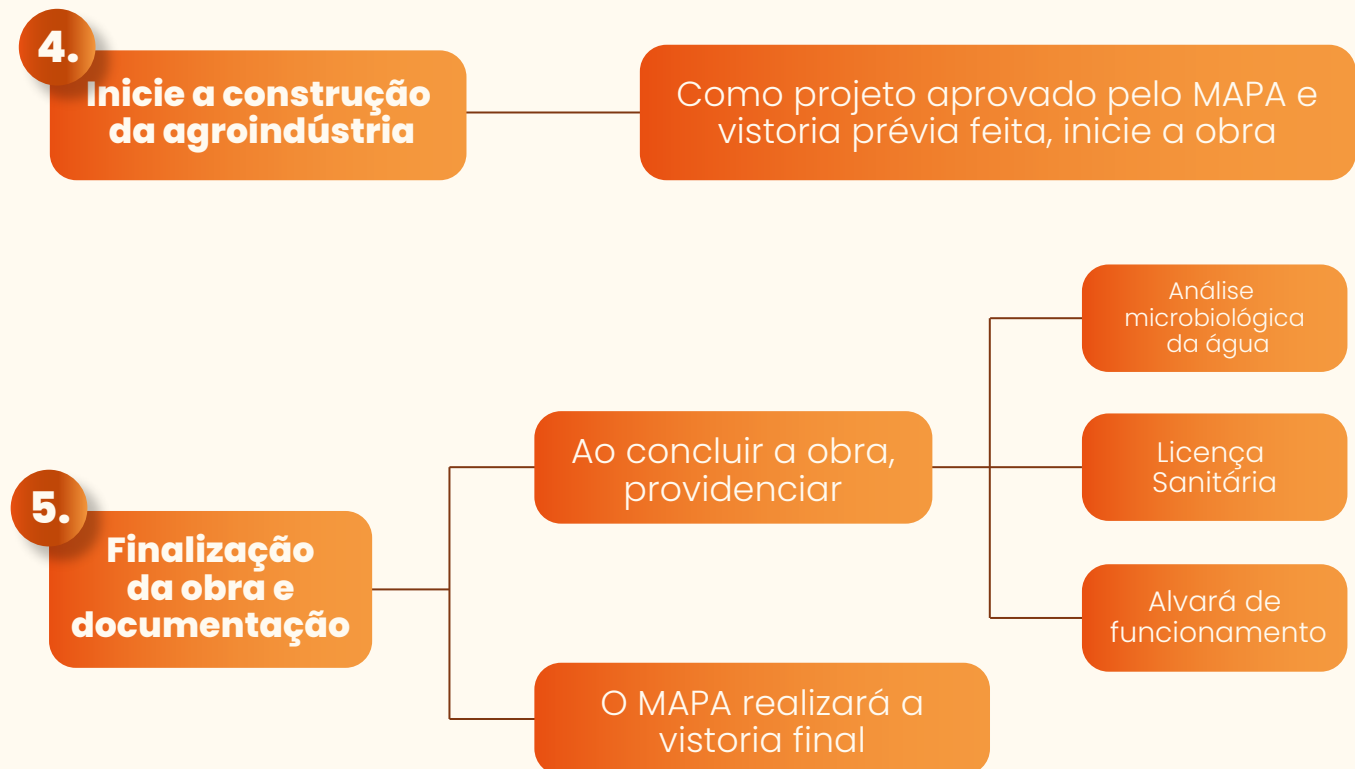 4.
Inicie a construção
da agroindústria
Como projeto aprovado pelo MAPA e
vistoria prévia feita, inicie a obra
5.
Finalização
da obra e
documentação
Ao concluir a obra,
providenciar
Análise
microbiológica
da água
Licença
Sanitária
Alvará de
funcionamento
O MAPA realizará a
vistoria final